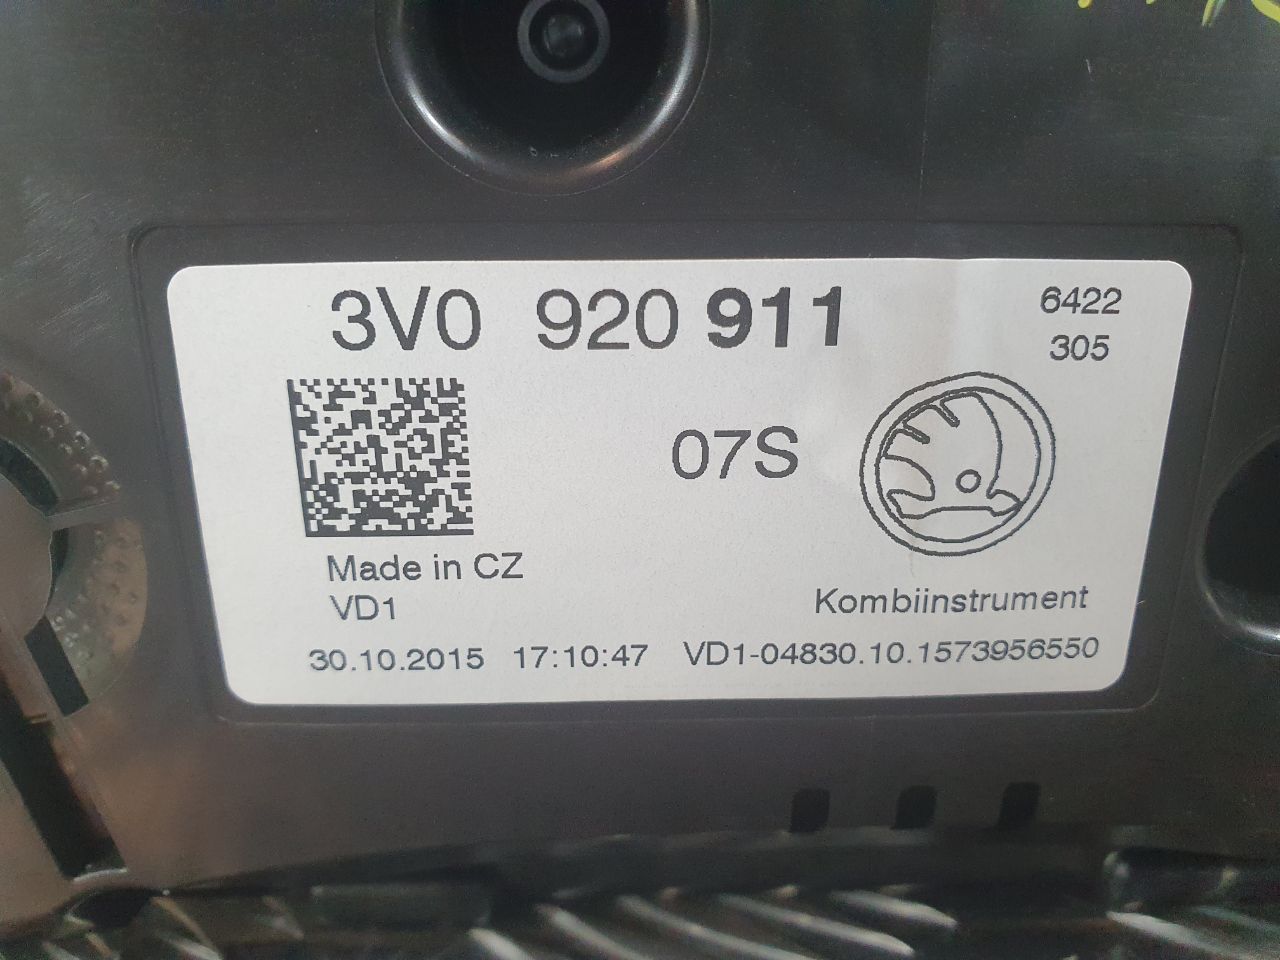 3V0 920 911
6422
305
07S
Made in CZ
VD1
Kombiinstrument
30.10.2015 17:10:47 VD1-04830.10.1573956550